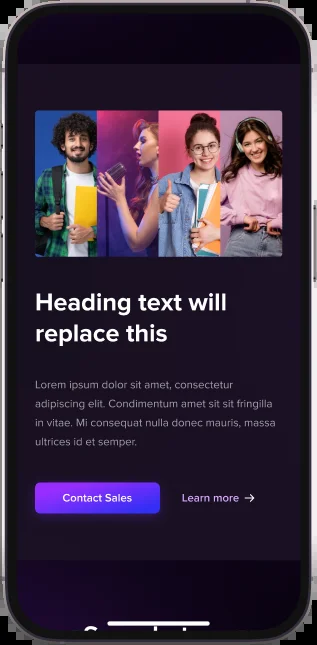 Heading text will
replace this
Lorem ipsum dolor sit amet, consectetur
adipiscing elit. Condimentum amet sit sit fringilla
in vitae. Mi consequat nulla donec mauris, massa
ultrices id et semper.
Contact Sales
Learn more →